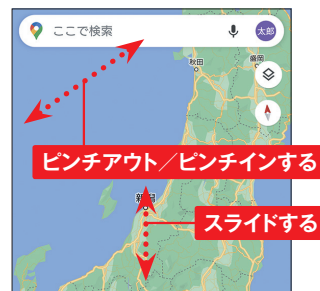 ここで検索
太郎
秋田
盛岡
ピンチアウト／ピンチインする
新潟
スライドする